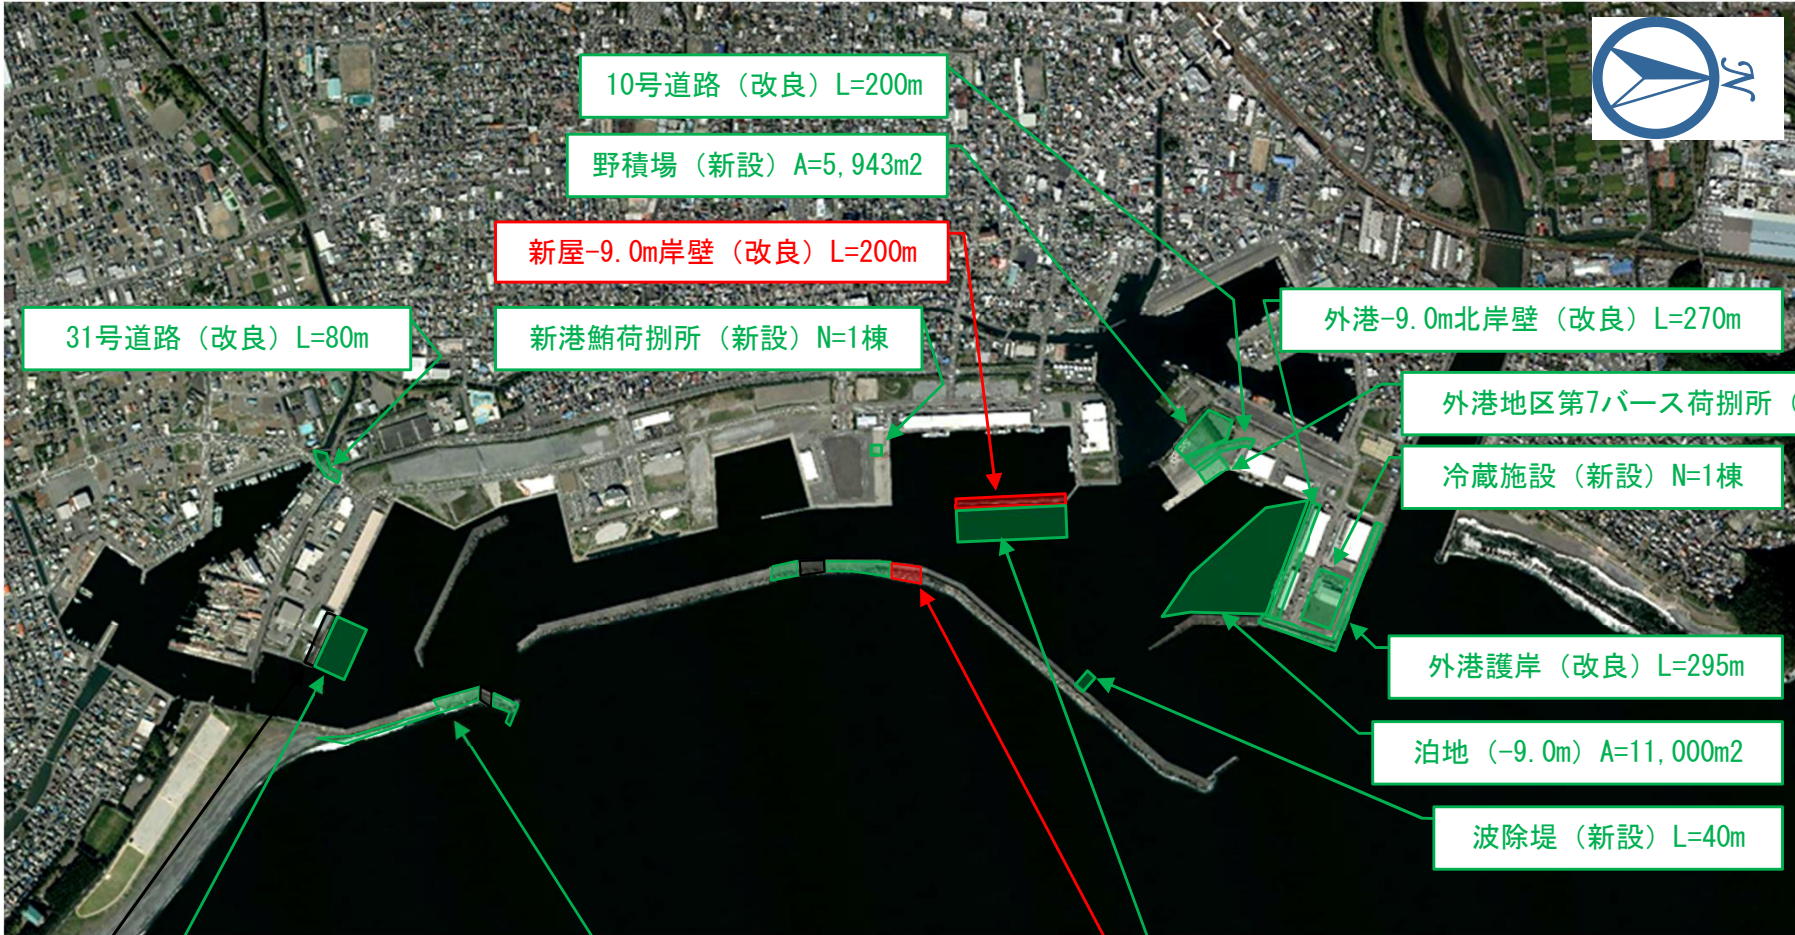 10号道路（改良）L=200m
野積場（新設）A=5,943m2
新屋-9.0m岸壁（改良）L=200m
31号道路（改良）L=80m
新港鮪荷捌所（新設）N=1棟
外港-9.0m北岸壁（改良）L=270m
外港地区第7バース荷捌所（
冷蔵施設（新設）N=1棟
外港護岸（改良）L=295m
泊地（-9.0m）A=11,000m2
波除堤（新設）L=40m
N